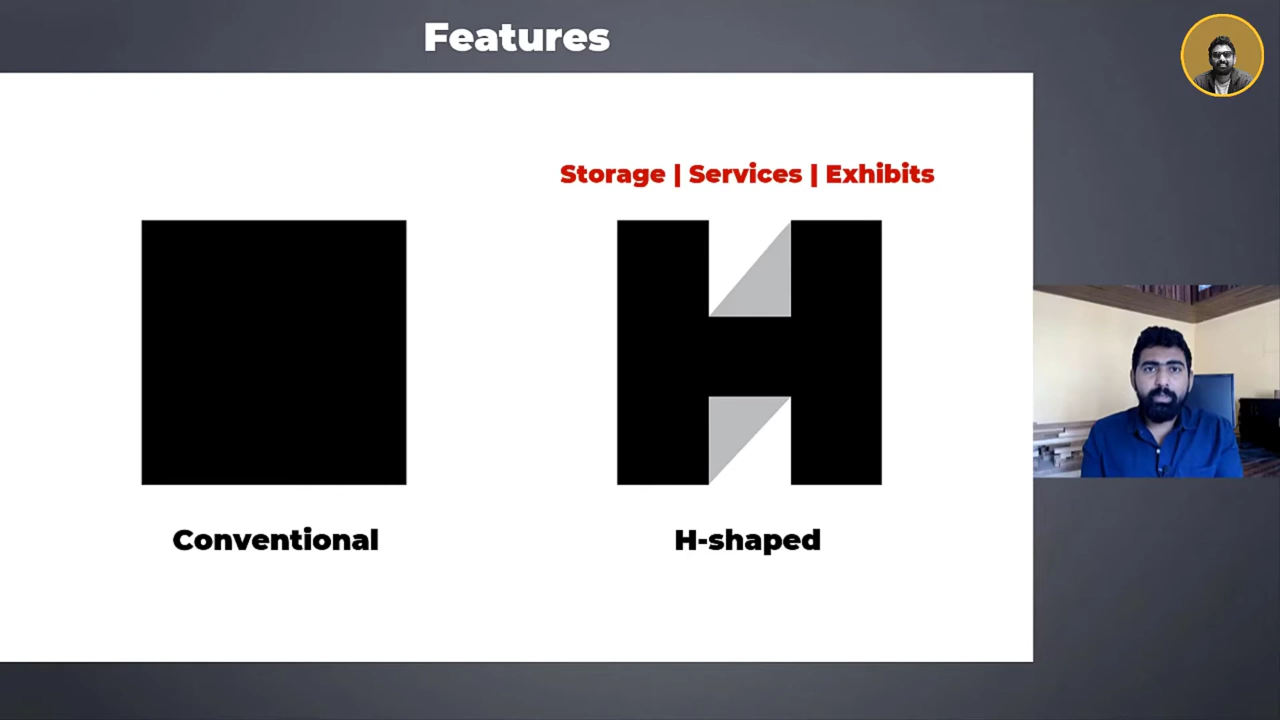 Features
Storage | Services | Exhibits
Conventional
H-shaped